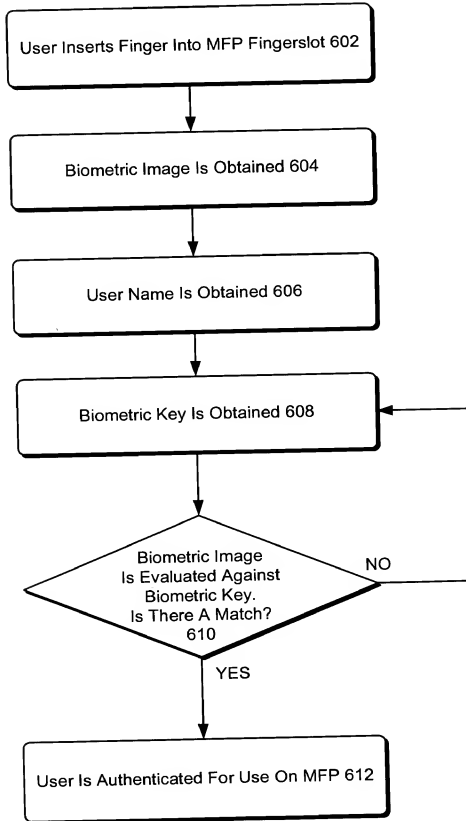 User Inserts Finger Into MFP Fingerslot 602
Biometric Image Is Obtained 604
User Name Is Obtained 606
Biometric Key Is Obtained 608
Biometric Image
Is Evaluated Against
Biometric Key.
Is There A Match?
610
NO
YES
User Is Authenticated For Use On MFP 612